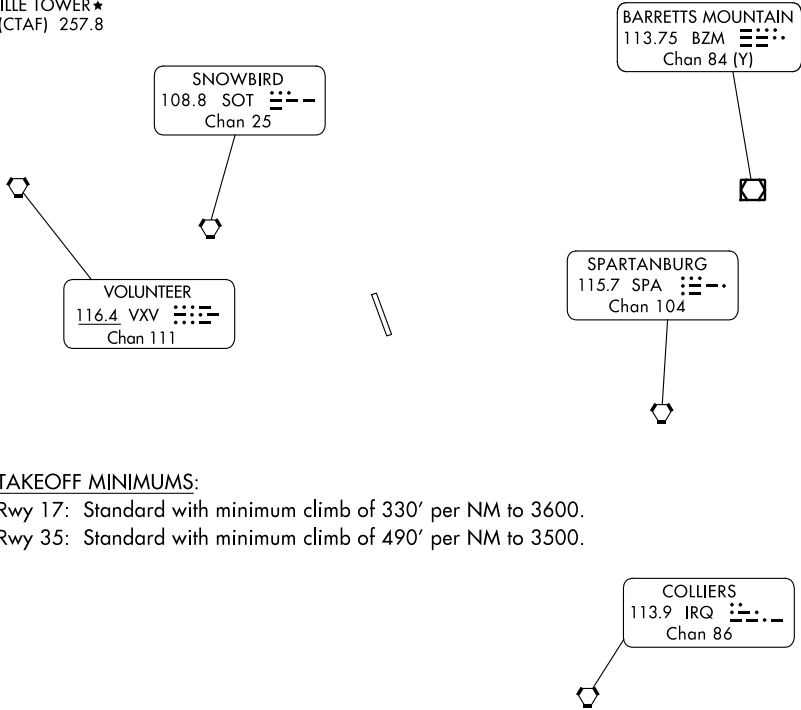 ILLE TOWER★
(CTAF) 257.8
BARRETTS MOUNTAIN
113.75 BZM
Chan 84 (Y)
SNOWBIRD
108.8 SOT
Chan 25
VOLUNTEER
116.4 VXV
Chan 111
SPARTANBURG
115.7 SPA
Chan 104
TAKEOFF MINIMUMS:
Rwy 17: Standard with minimum climb of 330' per NM to 3600.
Rwy 35: Standard with minimum climb of 490' per NM to 3500.
COLLIERS
113.9 IRQ
Chan 86